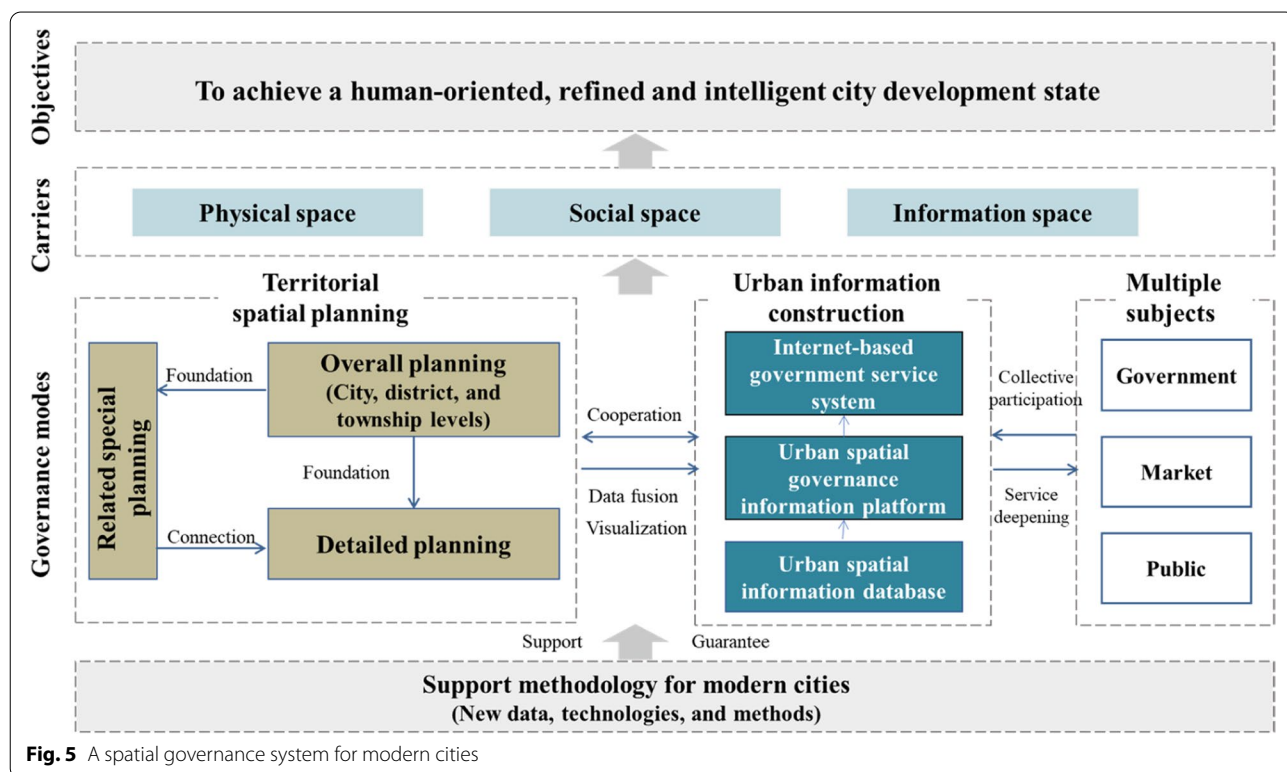 Objectives
To achieve a human-oriented, refined and intelligent city development state
Carriers
Physical space
Social space
Information space
Governance modes
Territorial
spatial planning
Related special
planning
Foundation
Overall planning
(City, district, and
township levels)
Foundation
Connection
Detailed planning
Cooperation
Data fusion
Visualization
Urban information
construction
Internet-based
government service
system
Urban spatial
governance
information platform
Urban spatial
information database
Collective
participation
Service
deepening
Multiple
subjects
Government
Market
Public
Support
Guarantee
Support methodology for modern cities
(New data, technologies, and methods)
Fig. 5 A spatial governance system for modern cities